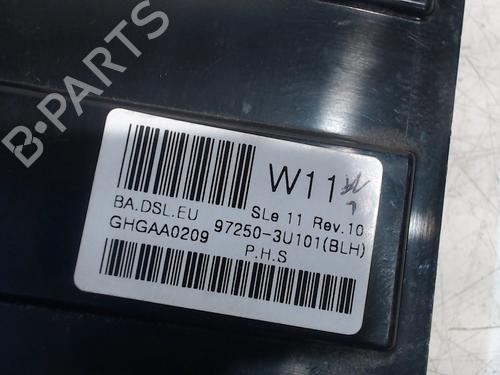 B-PARTS
W11
BA.DSL.EU SLe 11 Rev.10
GHGAA0209 97250-3U101(BLH)
P.H.S